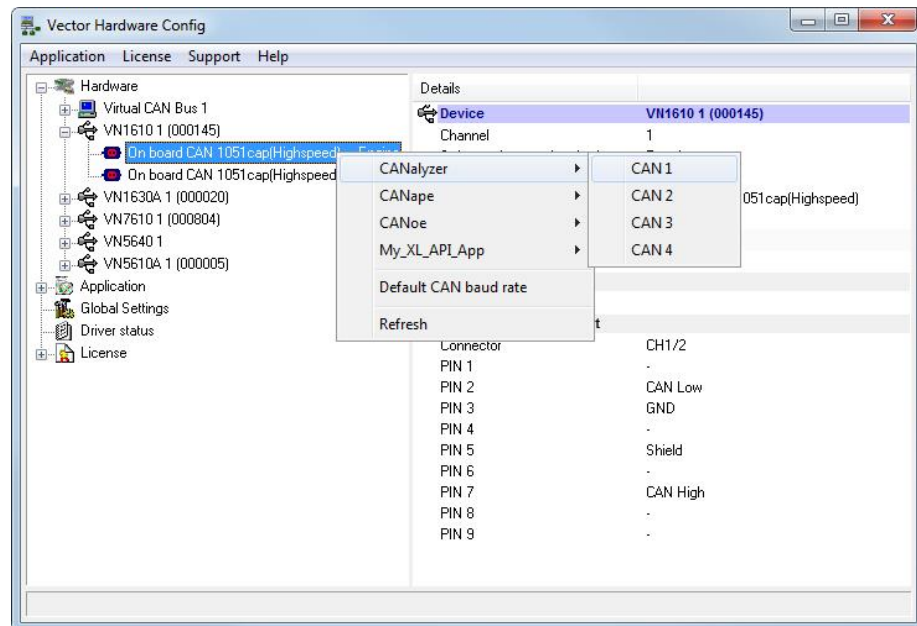 Vector Hardware Config
Application License Support Help
Hardware
Virtual CAN Bus 1
VN1610 1 (000145)
On board CAN 1051cap(Highspeed)
On board CAN 1051cap(Highspeed
VN1630A 1 (000020)
VN7610 1 (000804)
VN5640 1
VN5610A 1 (000005)
Application
Global Settings
Driver status
License
CANalyzer
CANape
CANoe
My_XL_API_App
Default CAN baud rate
Refresh
CAN 1
CAN 2
CAN 3
CAN 4
Details
Device VN1610 1 (000145)
Channel 1
051cap(Highspeed)
t
Connector CH1/2
PIN 1 -
PIN 2 CAN Low
PIN 3 GND
PIN 4 -
PIN 5 Shield
PIN 6 -
PIN 7 CAN High
PIN 8 -
PIN 9 -